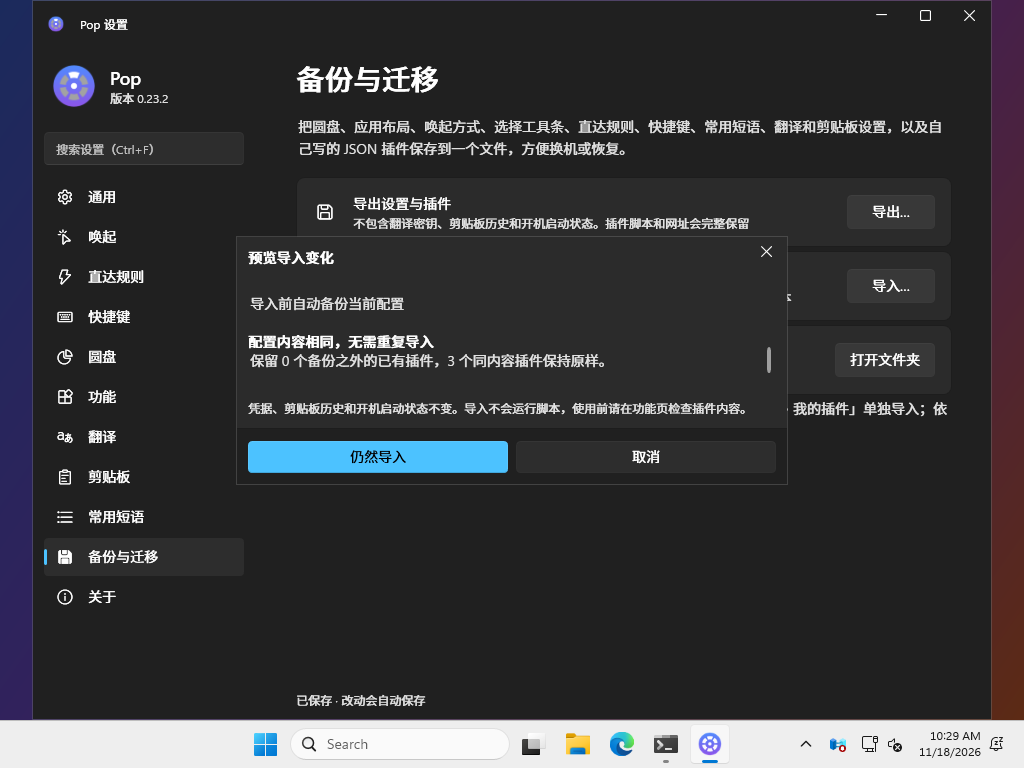 Pop 设置
Pop
版本 0.23.2
搜索设置（Ctrl+F）
通用
唤起
直达规则
快捷键
圆盘
功能
翻译
剪贴板
常用短语
备份与迁移
关于
备份与迁移
把圆盘、应用布局、唤起方式、选择工具条、直达规则、快捷键、常用短语、翻译和剪贴板设置，以及自
己写的 JSON 插件保存到一个文件，方便换机或恢复。
导出设置与插件
不包含翻译密钥、剪贴板历史和开机启动状态。插件脚本和网址会完整保留
导出...
导入...
打开文件夹
我的插件」单独导入；依
预览导入变化
导入前自动备份当前配置
配置内容相同，无需重复导入
保留 0 个备份之外的已有插件，3 个同内容插件保持原样。
凭据、剪贴板历史和开机启动状态不变。导入不会运行脚本，使用前请在功能页检查插件内容。
仍然导入
取消
已保存 · 改动会自动保存
Search
10:29 AM
11/18/2026